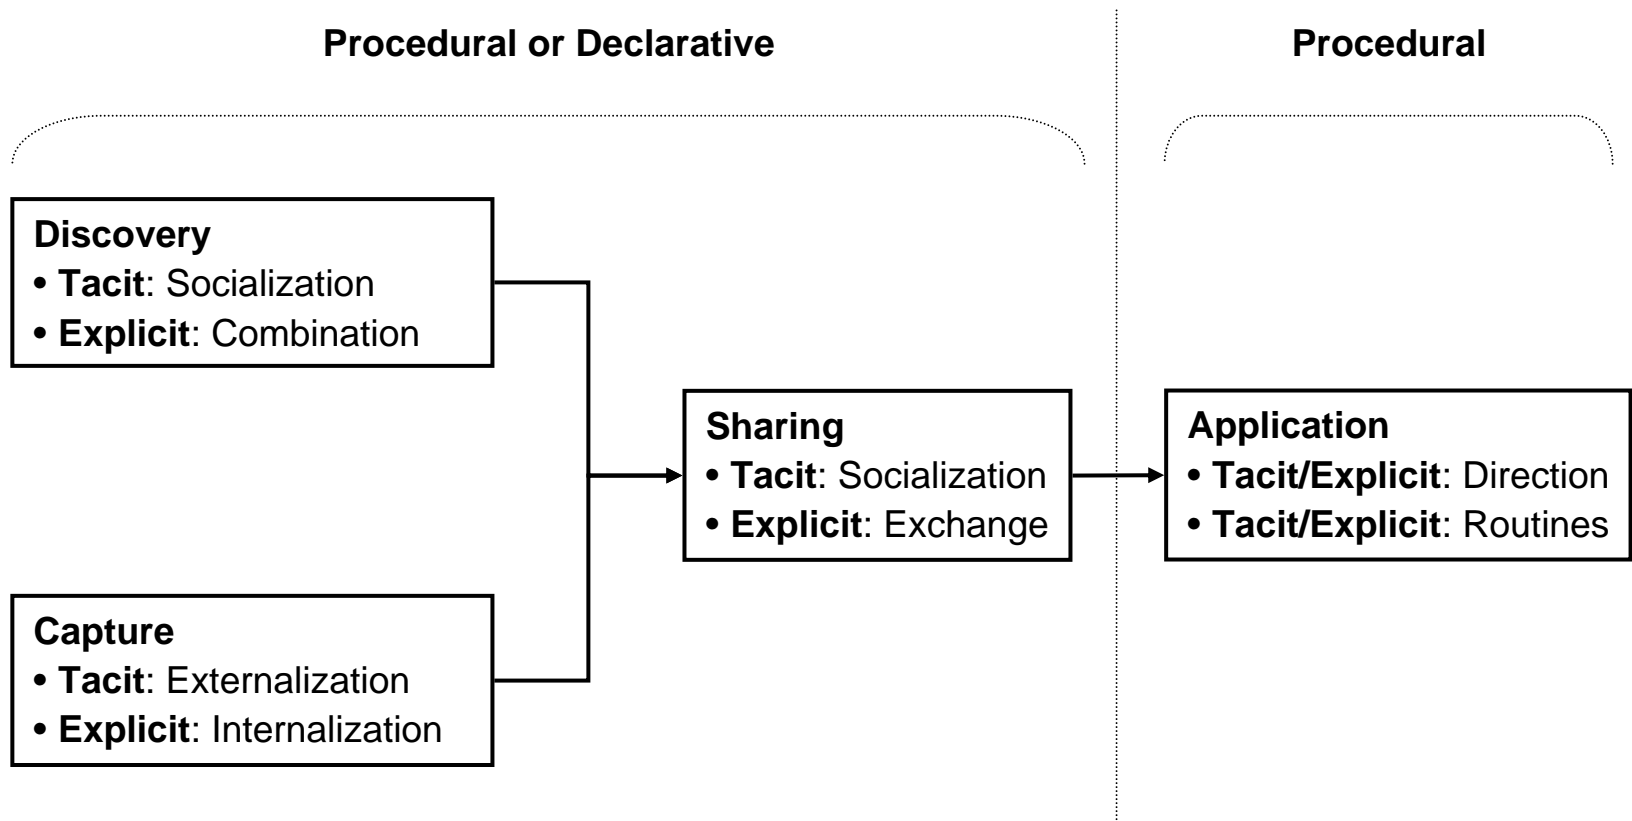 Procedural or Declarative
Procedural
Discovery
• Tacit: Socialization
• Explicit: Combination
Sharing
• Tacit: Socialization
• Explicit: Exchange
Application
• Tacit/Explicit: Direction
• Tacit/Explicit: Routines
Capture
• Tacit: Externalization
• Explicit: Internalization